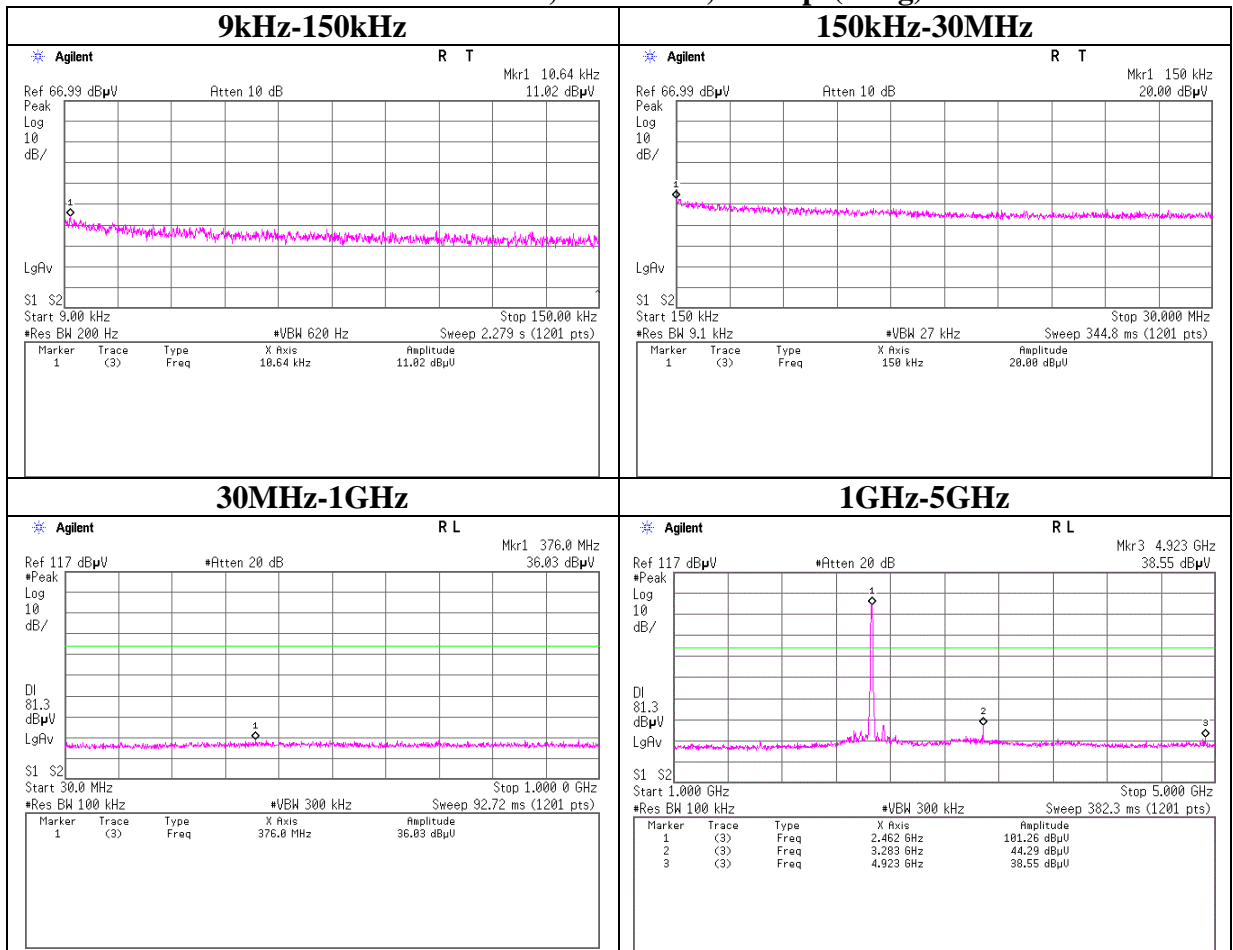 9kHz-150kHz
Agilent
R T
Mkr1 10.64 kHz
Ref 66.99 dBµV
Atten 10 dB
11.02 dBµV
Peak
Log
10
dB/
1
LgAv
S1 S2
Start 9.00 kHz
Stop 150.00 kHz
#Res BW 200 Hz
#VBW 620 Hz
Sweep 2.279 s (1201 pts)
Marker Trace Type X Axis Amplitude
1 (3) Freq 10.64 kHz 11.02 dBµV
150kHz-30MHz
Agilent
R T
Mkr1 150 kHz
Ref 66.99 dBµV
Atten 10 dB
20.00 dBµV
Peak
Log
10
dB/
1
LgAv
S1 S2
Start 150 kHz
Stop 30.000 MHz
#Res BW 9.1 kHz
#VBW 27 kHz
Sweep 344.8 ms (1201 pts)
Marker Trace Type X Axis Amplitude
1 (3) Freq 150 kHz 20.00 dBµV
30MHz-1GHz
Agilent
R L
Mkr1 376.0 MHz
Ref 117 dBµV
#Atten 20 dB
36.03 dBµV
#Peak
Log
10
dB/
DI
81.3
dBµV
1
LgAv
S1 S2
Start 30.0 MHz
Stop 1.000 0 GHz
#Res BW 100 kHz
#VBW 300 kHz
Sweep 92.72 ms (1201 pts)
Marker Trace Type X Axis Amplitude
1 (3) Freq 376.0 MHz 36.03 dBµV
1GHz-5GHz
Agilent
R L
Mkr3 4.923 GHz
Ref 117 dBµV
#Atten 20 dB
38.55 dBµV
#Peak
Log
10
dB/
1
DI
81.3
dBµV
2
3
LgAv
S1 S2
Start 1.000 GHz
Stop 5.000 GHz
#Res BW 100 kHz
#VBW 300 kHz
Sweep 382.3 ms (1201 pts)
Marker Trace Type X Axis Amplitude
1 (3) Freq 2.462 GHz 101.26 dBµV
2 (3) Freq 3.283 GHz 44.29 dBµV
3 (3) Freq 4.923 GHz 38.55 dBµV